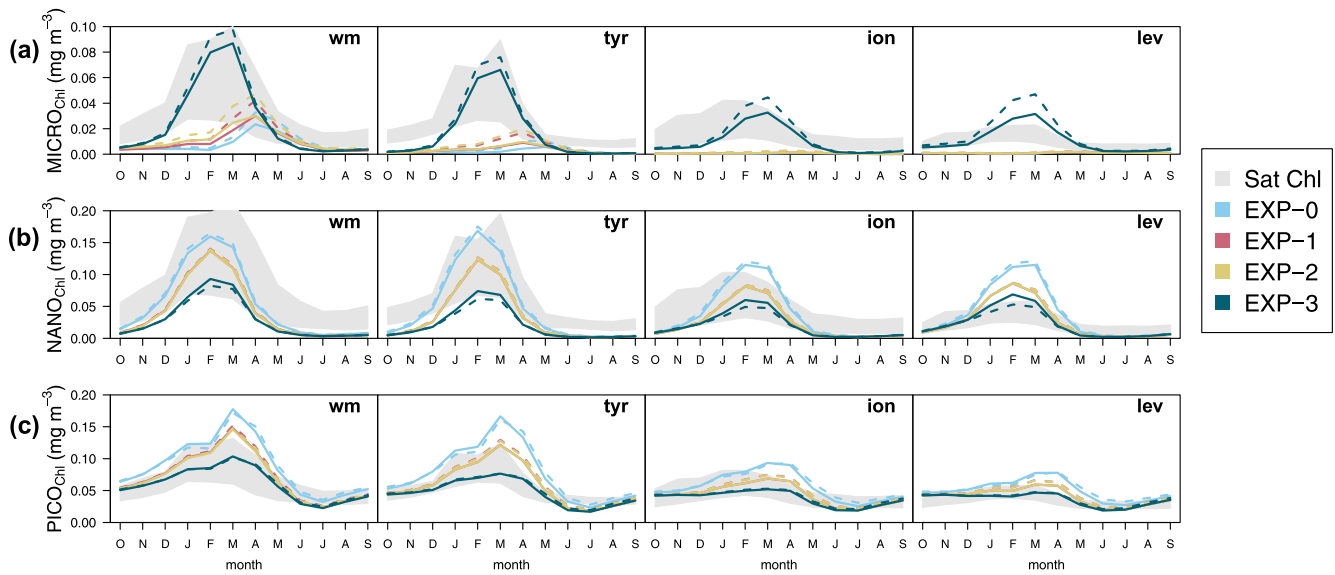 (a)
MICRO_Chl (mg m⁻³)
0.10
0.08
0.06
0.04
0.02
0.00
wm
tyr
ion
lev
O N D J F M A M J J A S
O N D J F M A M J J A S
O N D J F M A M J J A S
O N D J F M A M J J A S
(b)
NANO_Chl (mg m⁻³)
0.20
0.15
0.10
0.05
0.00
wm
tyr
ion
lev
O N D J F M A M J J A S
O N D J F M A M J J A S
O N D J F M A M J J A S
O N D J F M A M J J A S
(c)
PICO_Chl (mg m⁻³)
0.20
0.15
0.10
0.05
0.00
wm
tyr
ion
lev
O N D J F M A M J J A S
O N D J F M A M J J A S
O N D J F M A M J J A S
O N D J F M A M J J A S
month
month
month
month
Sat Chl
EXP−0
EXP−1
EXP−2
EXP−3